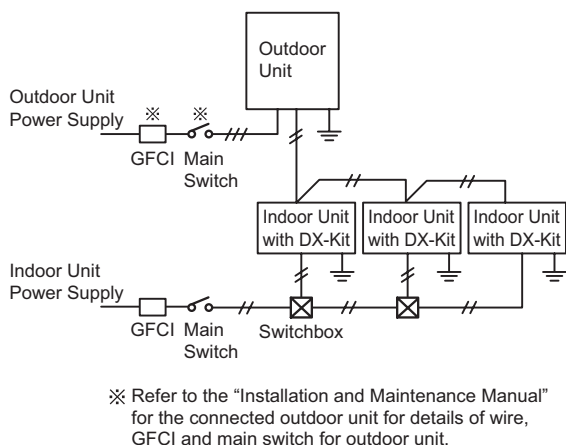 Outdoor
Unit
Outdoor Unit
Power Supply
※ ※
GFCI Main
Switch
Indoor Unit
with DX-Kit
Indoor Unit
with DX-Kit
Indoor Unit
with DX-Kit
Indoor Unit
Power Supply
GFCI Main
Switch
Switchbox
※ Refer to the “Installation and Maintenance Manual”
for the connected outdoor unit for details of wire,
GFCI and main switch for outdoor unit.